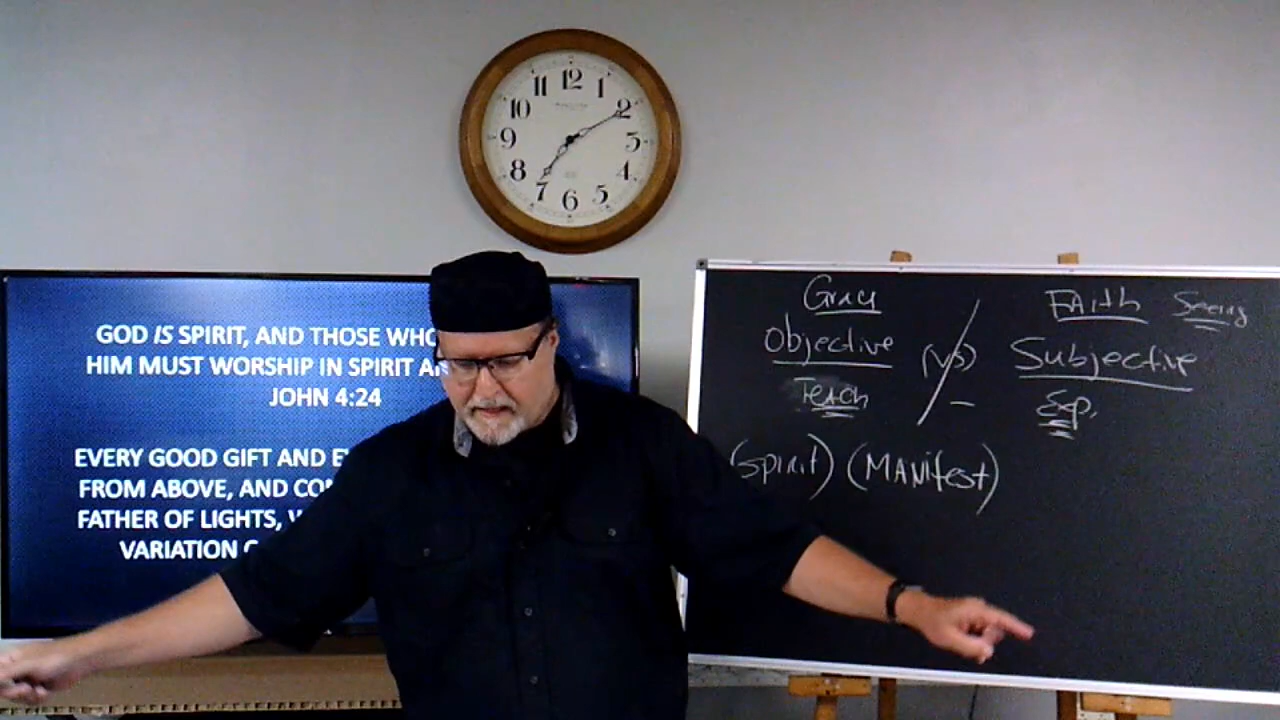 12
11
1
10
2
9
3
8
4
7
5
6
GOD IS SPIRIT, AND THOSE WHO
HIM MUST WORSHIP IN SPIRIT
JOHN 4:24
EVERY GOOD GIFT AND
FROM ABOVE, AND
FATHER OF LIGHTS,
VARIATION
Grace / FAith Seeing
Objective (vs) Subjective
Teach Exp.
(Spirit) (MANifest)